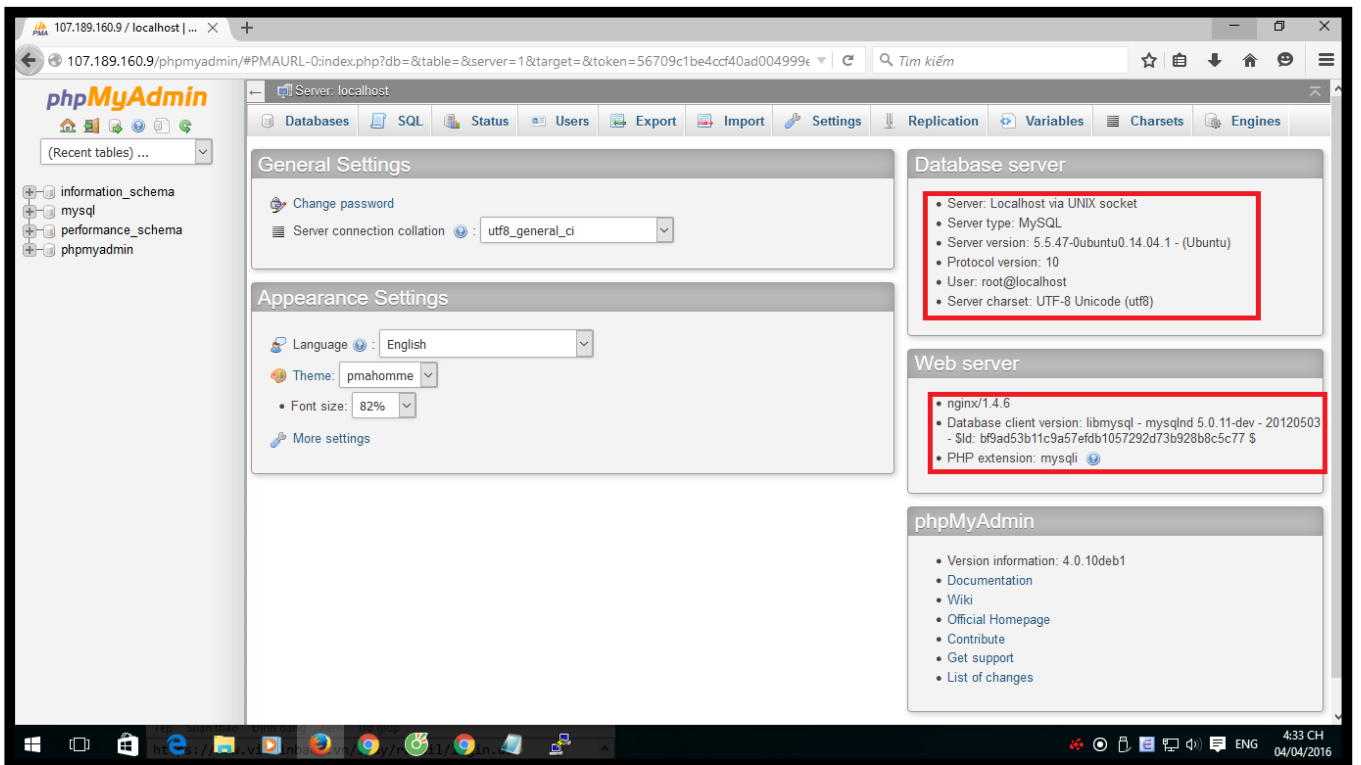 107.189.160.9 / localhost | ...
107.189.160.9/phpmyadmin/#PMAURL-0:index.php?db=&table=&server=1&target=&token=56709c1be4ccf40ad004999e
Tìm kiếm
phpMyAdmin
(Recent tables) ...
information_schema
mysql
performance_schema
phpmyadmin
Server: localhost
Databases SQL Status Users Export Import Settings Replication Variables Charsets Engines
General Settings
Change password
Server connection collation : utf8_general_ci
Appearance Settings
Language : English
Theme: pmahomme
• Font size: 82%
More settings
Database server
• Server: Localhost via UNIX socket
• Server type: MySQL
• Server version: 5.5.47-0ubuntu0.14.04.1 - (Ubuntu)
• Protocol version: 10
• User: root@localhost
• Server charset: UTF-8 Unicode (utf8)
Web server
• nginx/1.4.6
• Database client version: libmysql - mysqlnd 5.0.11-dev - 20120503
- $Id: bf9ad53b11c9a57efdb1057292d73b928b8c5c77 $
• PHP extension: mysqli
phpMyAdmin
• Version information: 4.0.10deb1
• Documentation
• Wiki
• Official Homepage
• Contribute
• Get support
• List of changes
ENG
4:33 CH
04/04/2016